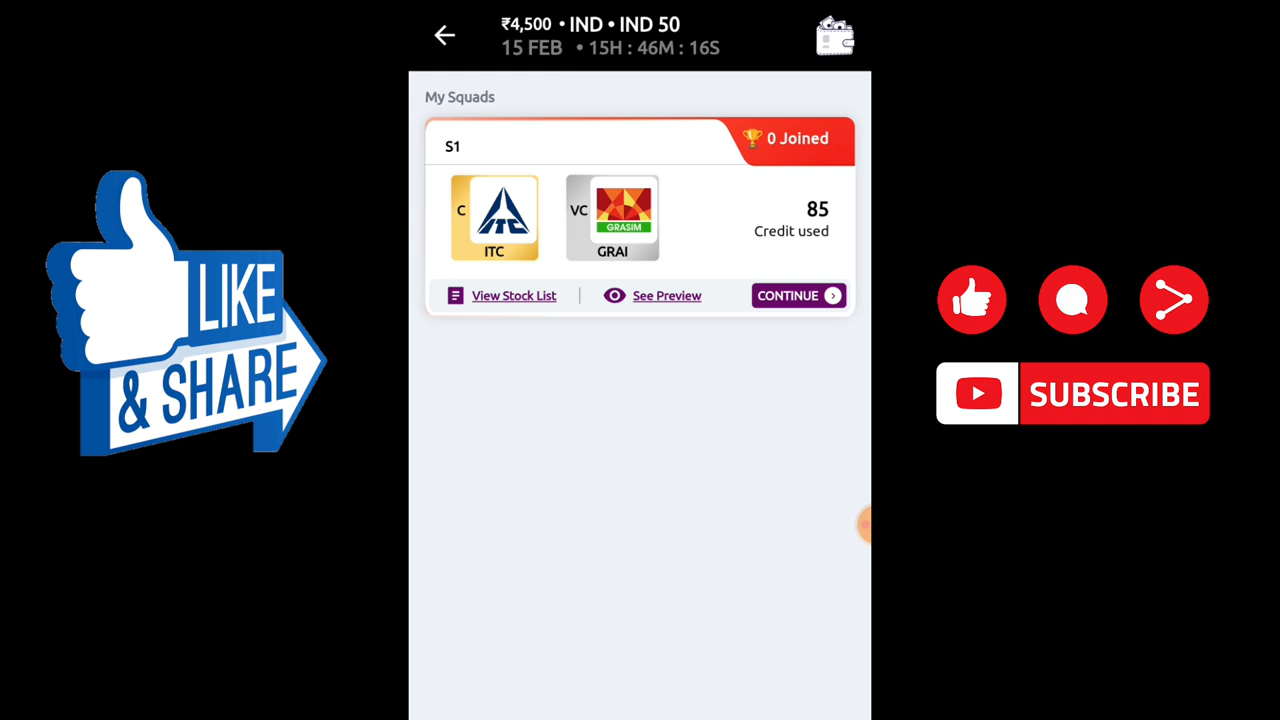 ₹4,500 • IND • IND 50
15 FEB • 15H : 46M : 16S
My Squads
S1
0 Joined
C
ITC
ITC
VC
GRASIM
GRAI
85
Credit used
View Stock List
See Preview
CONTINUE
LIKE
& SHARE
SUBSCRIBE